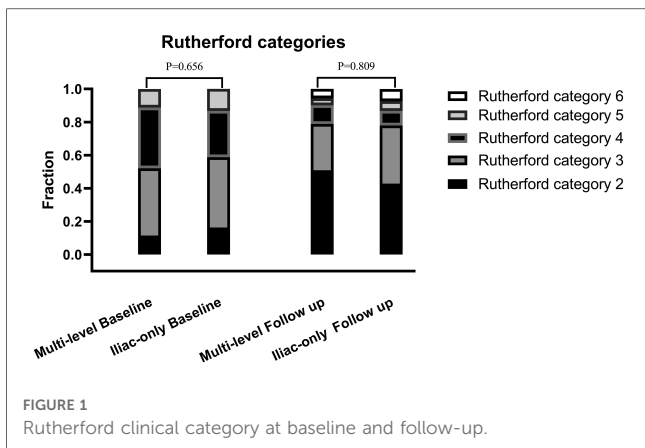 Rutherford categories
P=0.656
P=0.809
1.0
0.8
0.6
0.4
0.2
0.0
Fraction
Multi-level Baseline
Iliac-only Baseline
Multi-level Follow up
Iliac-only Follow up
Rutherford category 6
Rutherford category 5
Rutherford category 4
Rutherford category 3
Rutherford category 2
FIGURE 1
Rutherford clinical category at baseline and follow-up.